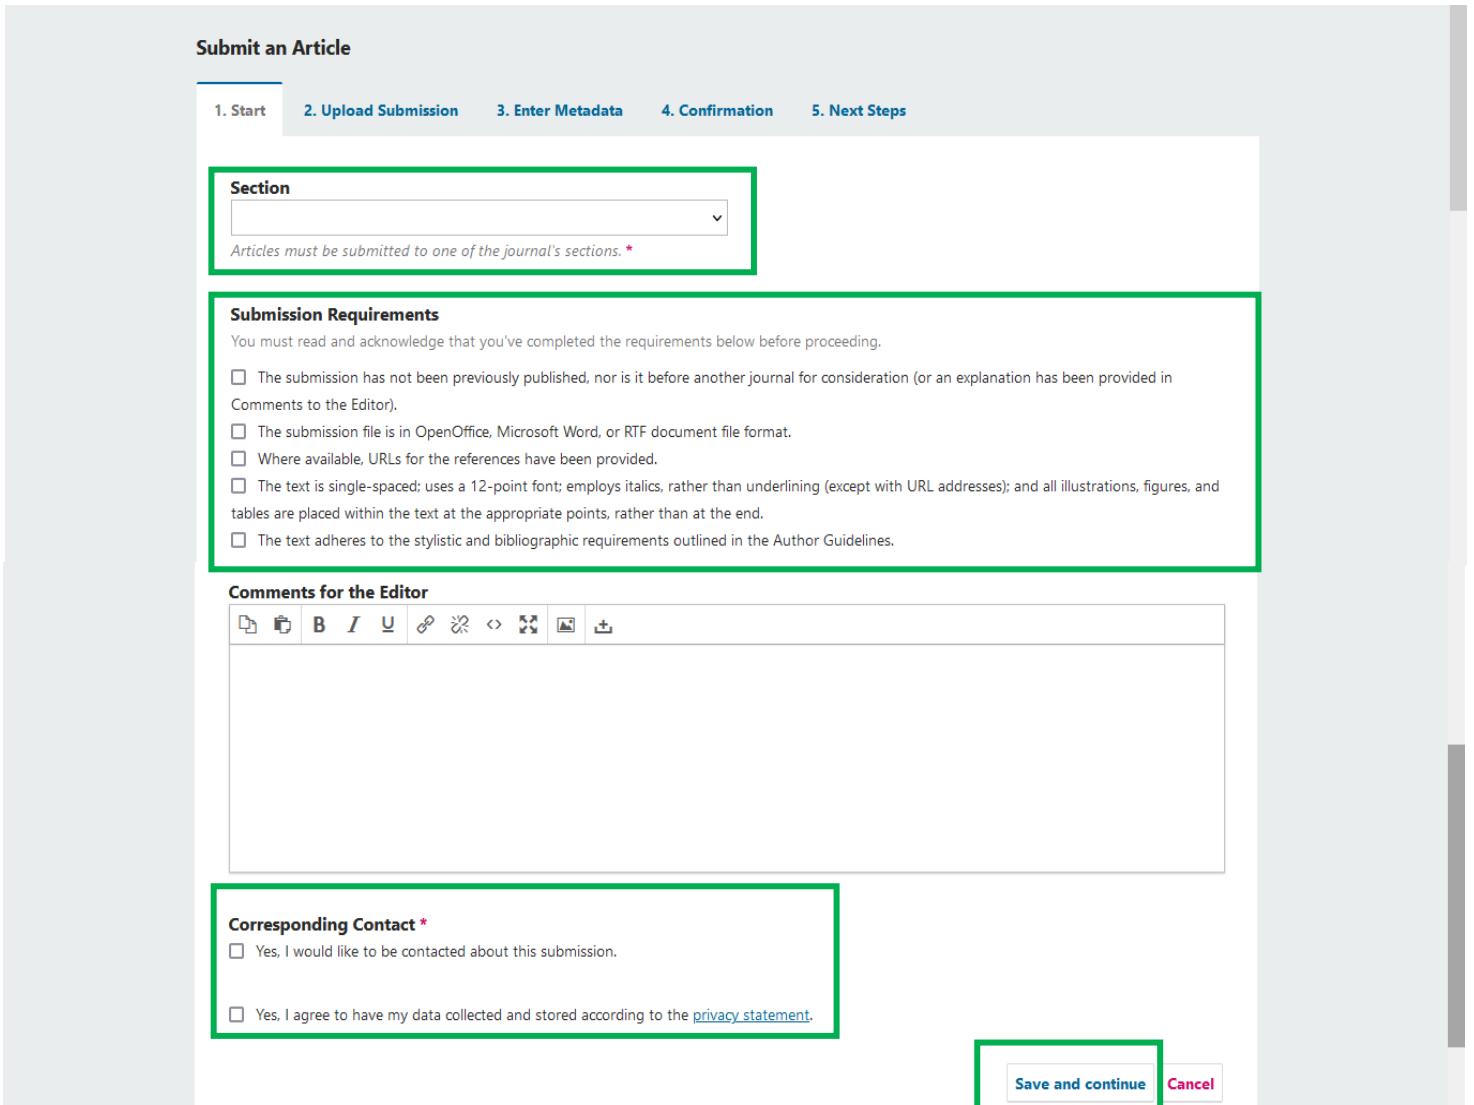 Submit an Article
1. Start
2. Upload Submission
3. Enter Metadata
4. Confirmation
5. Next Steps
Section
Articles must be submitted to one of the journal's sections. *
Submission Requirements
You must read and acknowledge that you've completed the requirements below before proceeding.
The submission has not been previously published, nor is it before another journal for consideration (or an explanation has been provided in
Comments to the Editor).
The submission file is in OpenOffice, Microsoft Word, or RTF document file format.
Where available, URLs for the references have been provided.
The text is single-spaced; uses a 12-point font; employs italics, rather than underlining (except with URL addresses); and all illustrations, figures, and
tables are placed within the text at the appropriate points, rather than at the end.
The text adheres to the stylistic and bibliographic requirements outlined in the Author Guidelines.
Comments for the Editor
B I U
Corresponding Contact *
Yes, I would like to be contacted about this submission.
Yes, I agree to have my data collected and stored according to the privacy statement.
Save and continue
Cancel